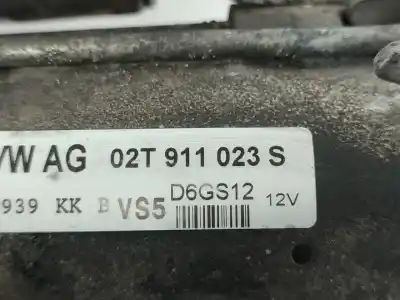 VW AG 02T 911 023 S
939 KK B VS5 D6GS12 12V